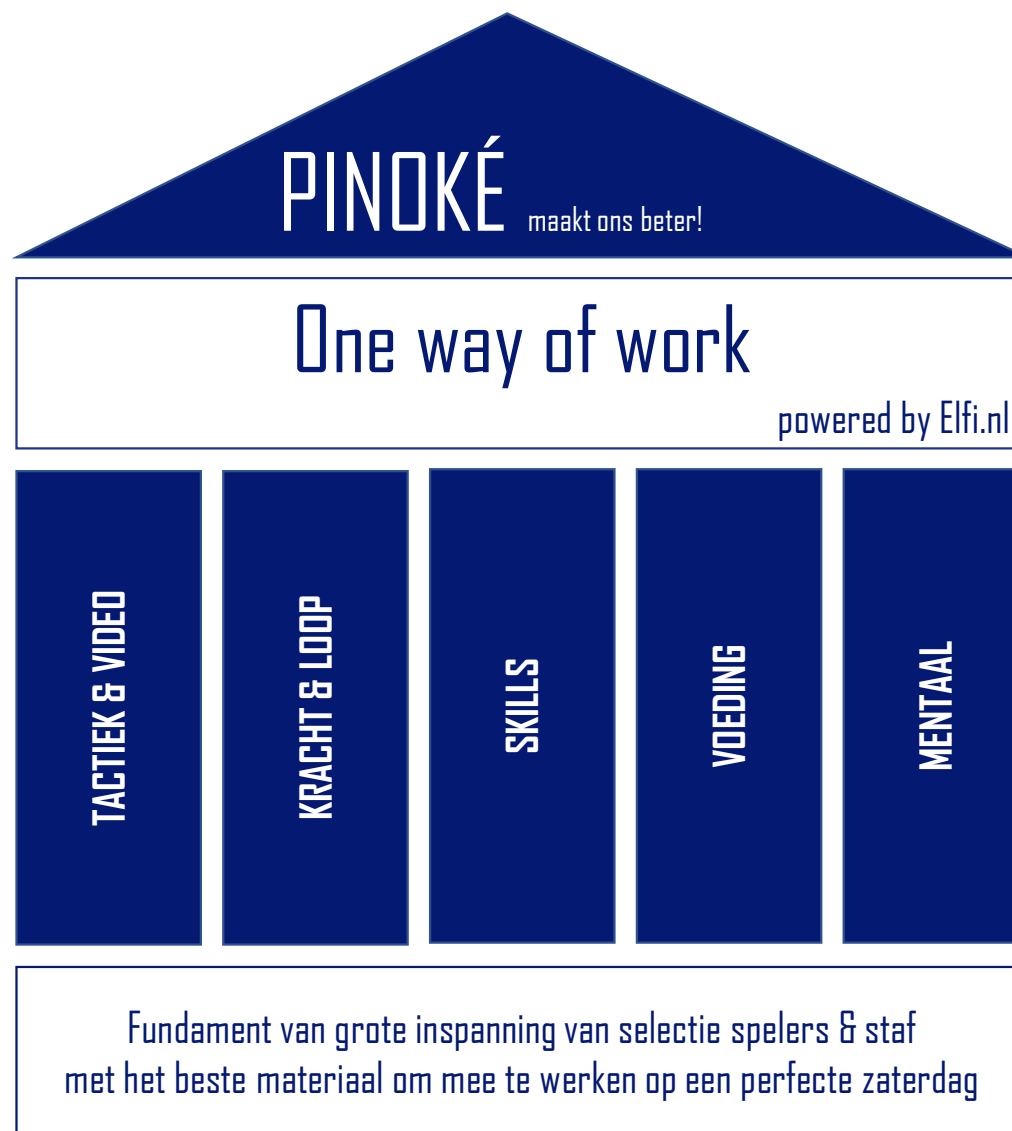 PINOKÉ maakt ons beter!
One way of work
powered by Elfi.nl
TACTIEK & VIDEO
KRACHT & LOOP
SKILLS
VOEDING
MENTAAL
Fundament van grote inspanning van selectie spelers & staf
met het beste materiaal om mee te werken op een perfecte zaterdag